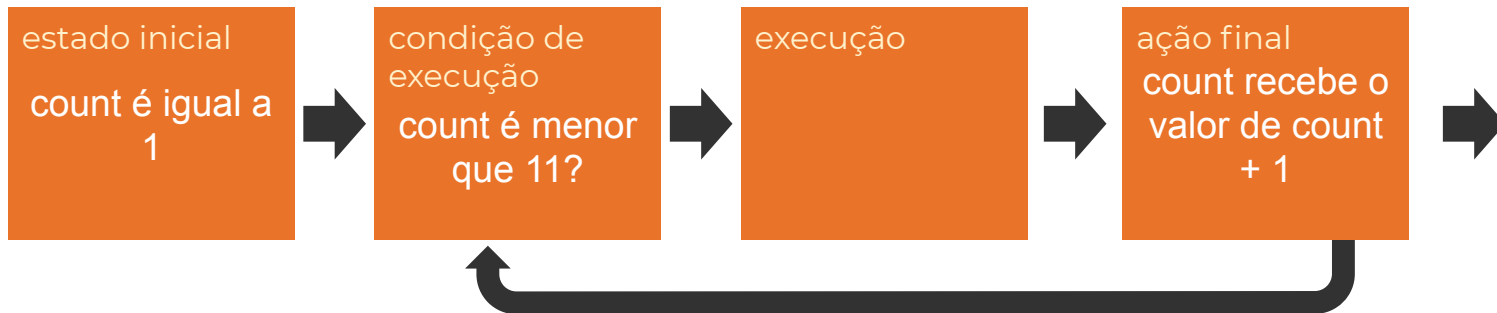 estado inicial
count é igual a
1
condição de
execução
count é menor
que 11?
execução
ação final
count recebe o
valor de count
+ 1